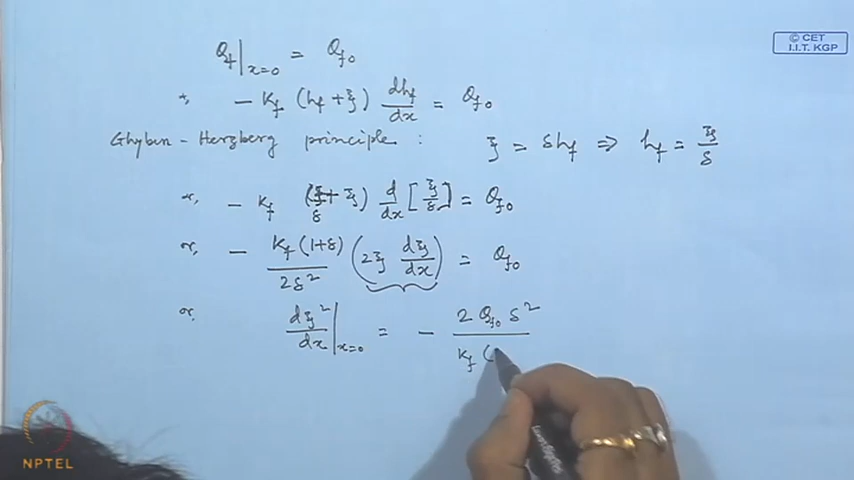 © CET
I.I.T. KGP
Q_f|_{x=0} = Q_{f0}
or, - K_f (h_f + ξ) dh_f/dx = Q_{f0}
Ghyben - Herzberg principle : ξ = δh_f ⇒ h_f = ξ/δ
or, - K_f (ξ/δ + ξ) d/dx [ξ/δ] = Q_{f0}
or, - K_f (1+δ)/2δ² (2ξ dξ/dx) = Q_{f0}
or, dξ²/dx|_{x=0} = - 2 Q_{f0} δ² / K_f (
NPTEL